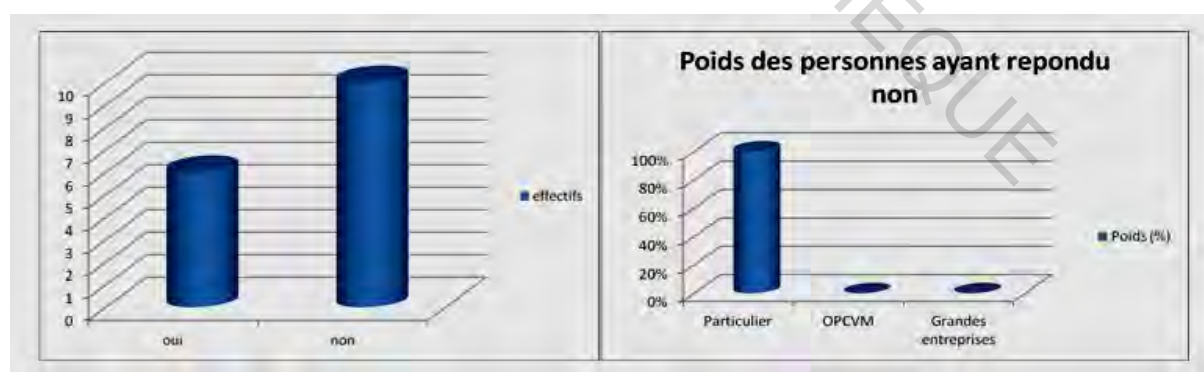 10
9
8
7
6
5
4
3
2
1
0
oui non
effectifs
Poids des personnes ayant repondu
non
100%
80%
60%
40%
20%
0%
Particulier OPCVM Grandes
entreprises
Poids (%)
EQUE